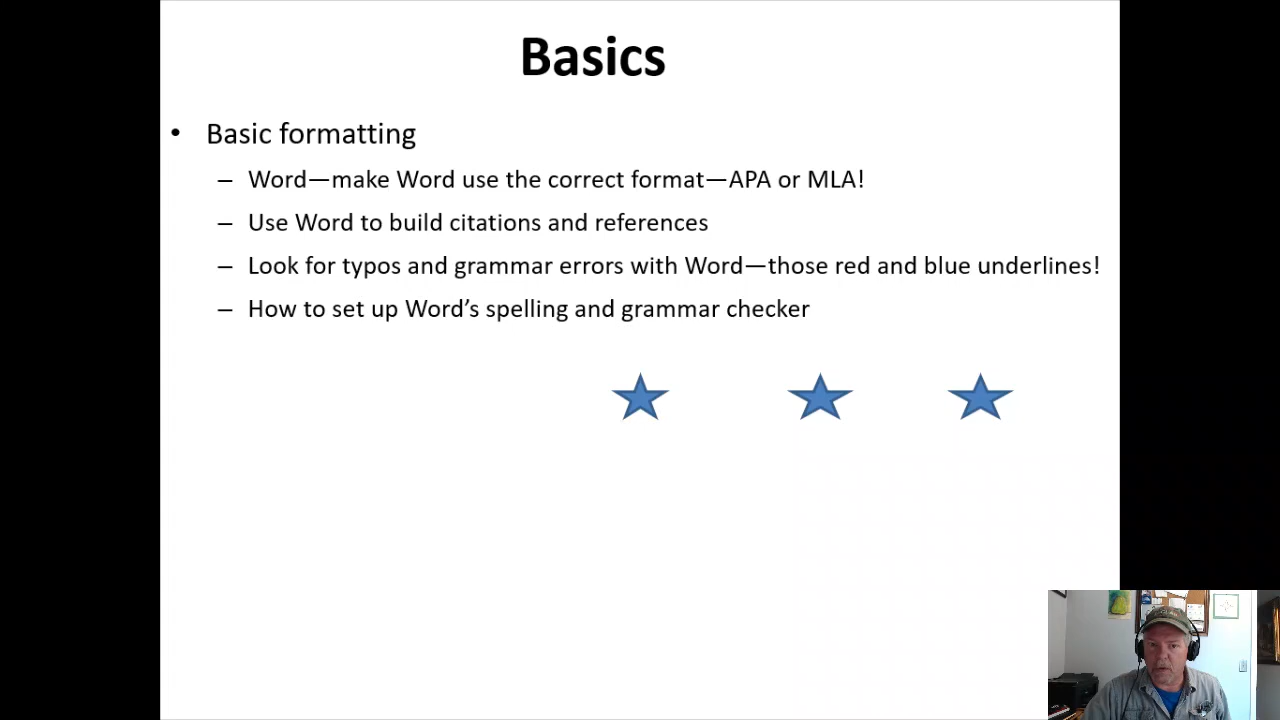 Basics
• Basic formatting
– Word—make Word use the correct format—APA or MLA!
– Use Word to build citations and references
– Look for typos and grammar errors with Word—those red and blue underlines!
– How to set up Word’s spelling and grammar checker